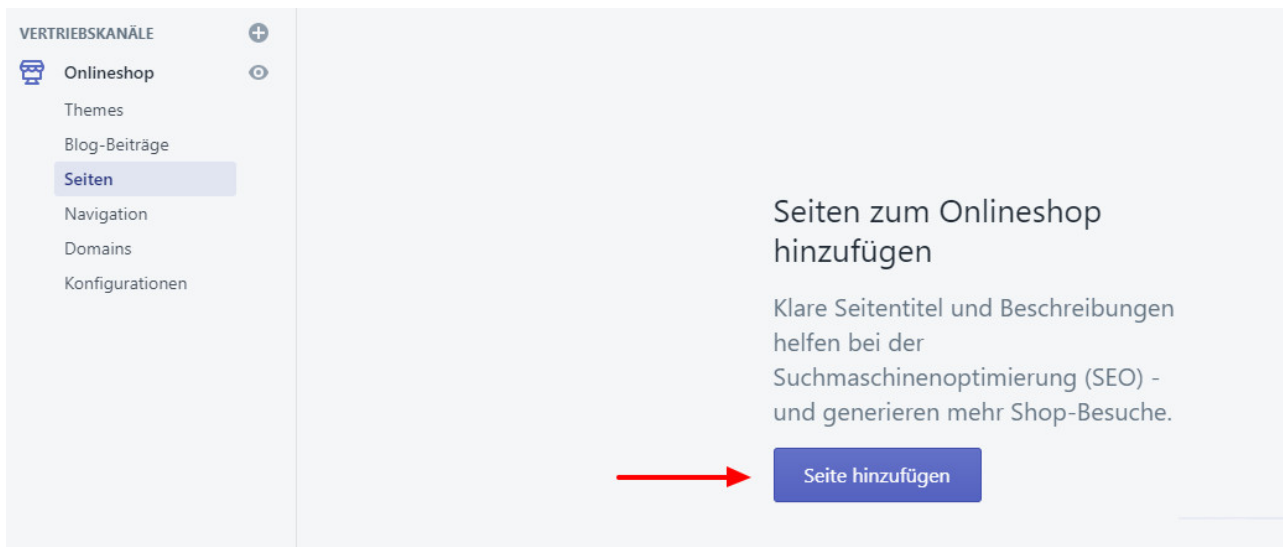 VERTRIEBSKANÄLE
Onlineshop
Themes
Blog-Beiträge
Seiten
Navigation
Domains
Konfigurationen
Seiten zum Onlineshop
hinzufügen
Klare Seitentitel und Beschreibungen
helfen bei der
Suchmaschinenoptimierung (SEO) -
und generieren mehr Shop-Besuche.
Seite hinzufügen